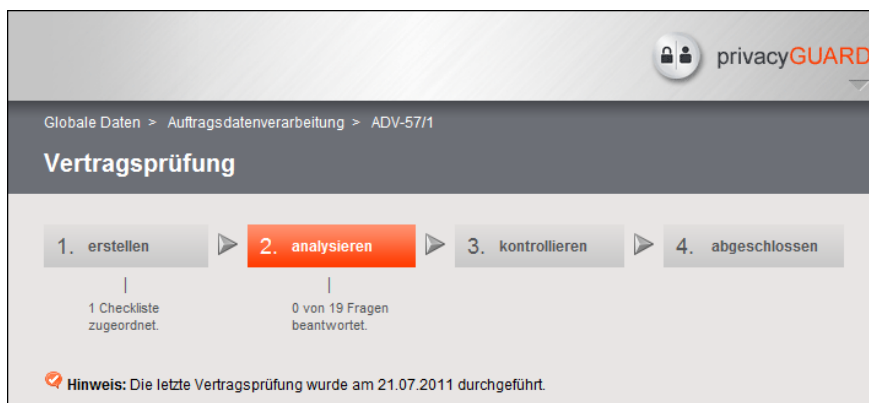 privacyGUARD
Globale Daten > Auftragsdatenverarbeitung > ADV-57/1
Vertragsprüfung
1. erstellen
2. analysieren
3. kontrollieren
4. abgeschlossen
1 Checkliste
zugeordnet.
0 von 19 Fragen
beantwortet.
Hinweis: Die letzte Vertragsprüfung wurde am 21.07.2011 durchgeführt.